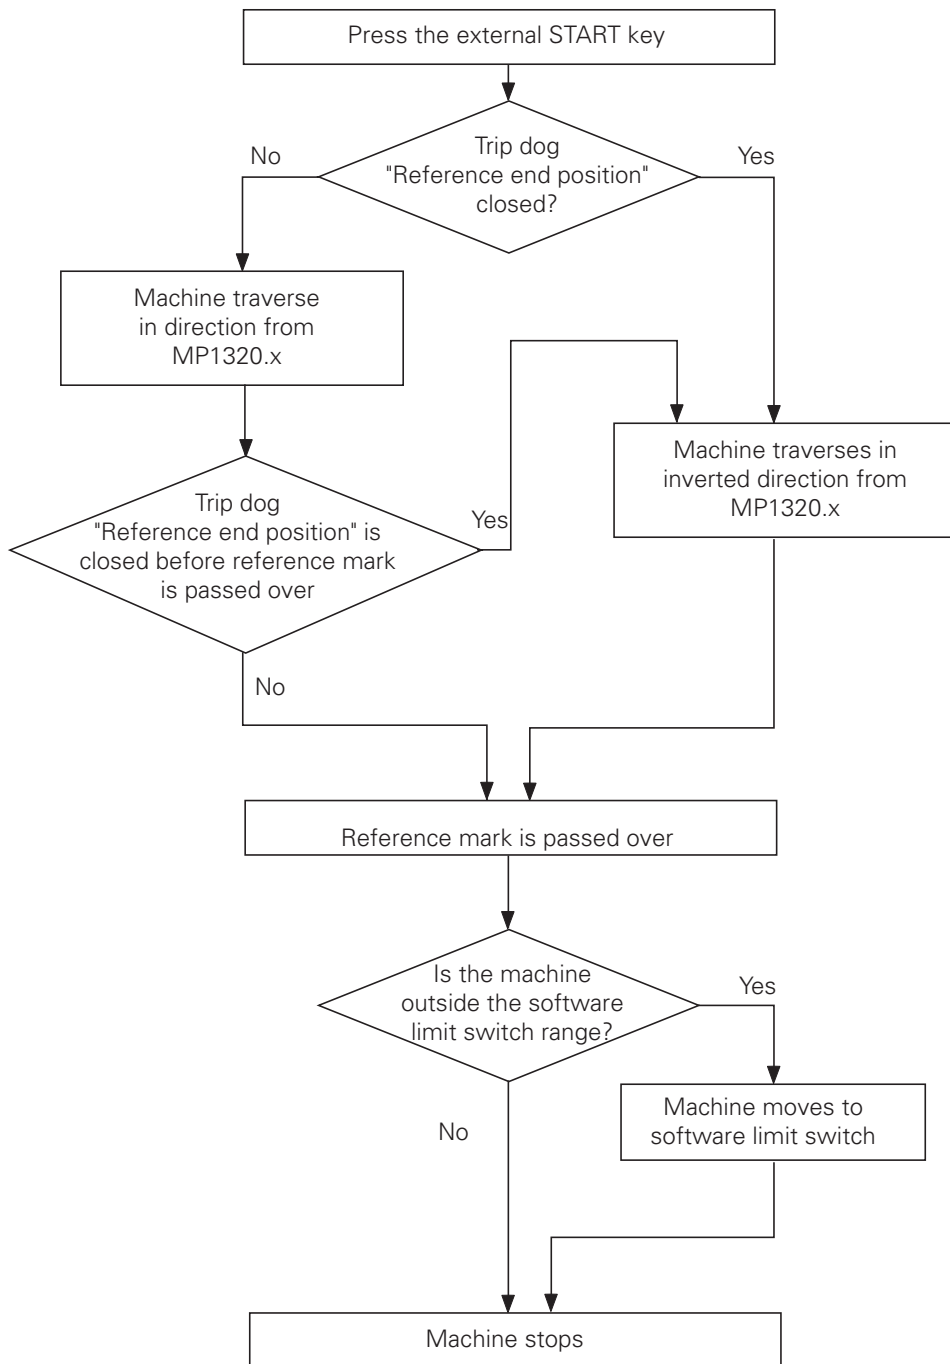 Press the external START key
Trip dog
"Reference end position"
closed?
No
Yes
Machine traverse
in direction from
MP1320.x
Machine traverses in
inverted direction from
MP1320.x
Trip dog
"Reference end position" is
closed before reference mark
is passed over
Yes
No
Reference mark is passed over
Is the machine
outside the software
limit switch range?
Yes
No
Machine moves to
software limit switch
Machine stops